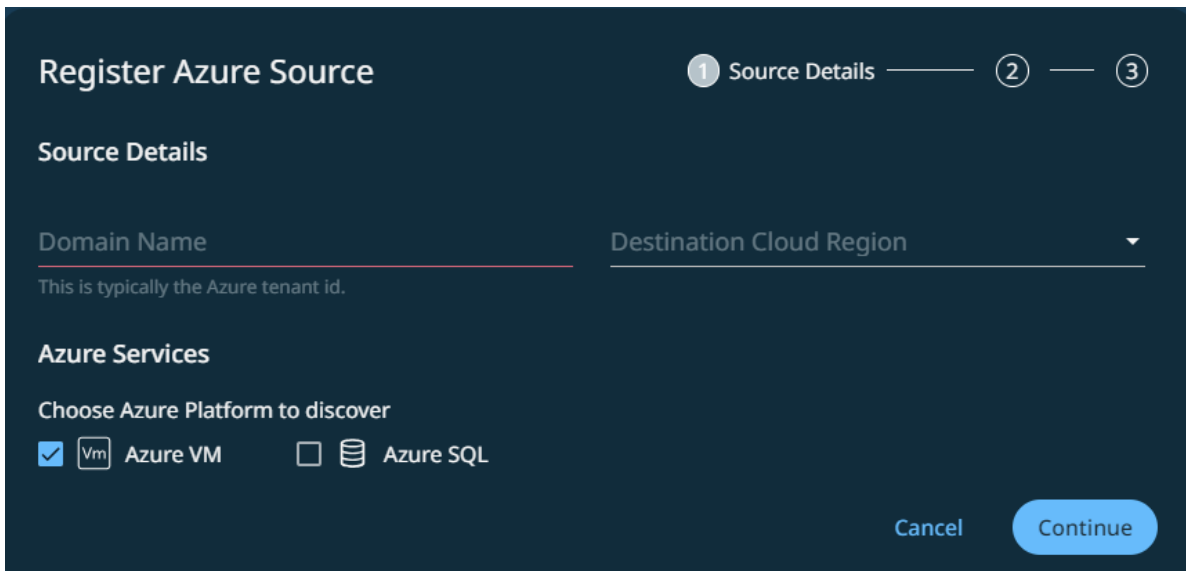 Register Azure Source
1 Source Details 2 3
Source Details
Domain Name
Destination Cloud Region
This is typically the Azure tenant id.
Azure Services
Choose Azure Platform to discover
Vm Azure VM
Azure SQL
Cancel
Continue